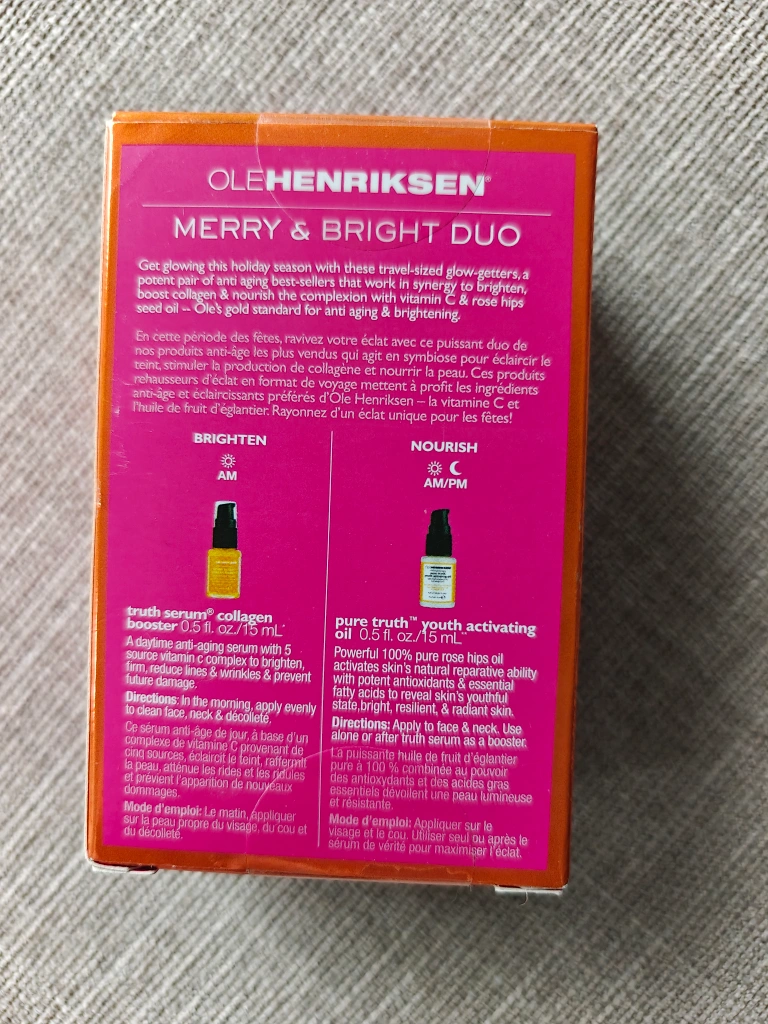 OLEHENRIKSEN®
MERRY & BRIGHT DUO
Get glowing this holiday season with these travel-sized glow-getters, a
potent pair of anti aging best-sellers that work in synergy to brighten,
boost collagen & nourish the complexion with vitamin C & rose hips
seed oil – Ole's gold standard for anti aging & brightening.
En cette période des fêtes, ravivez votre éclat avec ce puissant duo de
nos produits anti-âge les plus vendus qui agit en symbiose pour éclaircir le
teint, stimuler la production de collagène et nourrir la peau. Ces produits
rehausseurs d'éclat en format de voyage mettent à profit les ingrédients
anti-âge et éclaircissants préférés d'Ole Henriksen – la vitamine C et
l'huile de fruit d'églantier. Rayonnez d'un éclat unique pour les fêtes!
BRIGHTEN
AM
truth serum® collagen
booster 0.5 fl. oz./15 mL*
A daytime anti-aging serum with 5
source vitamin c complex to brighten,
firm, reduce lines & wrinkles & prevent
future damage.
Directions: In the morning, apply evenly
to clean face, neck & décolleté.
Ce sérum anti-âge de jour, à base d'un
complexe de vitamine C provenant de
cinq sources, éclaircit le teint, raffermit
la peau, atténue les rides et les ridules
et prévient l'apparition de nouveaux
dommages.
Mode d'emploi: Le matin, appliquer
sur la peau propre du visage, du cou et
du décolleté.
NOURISH
AM/PM
OLEHENRIKSEN
pure truth™ youth activating
oil 0.5 fl. oz./15 mL**
Powerful 100% pure rose hips oil
activates skin's natural reparative ability
with potent antioxidants & essential
fatty acids to reveal skin's youthful
state,bright, resilient, & radiant skin.
Directions: Apply to face & neck. Use
alone or after truth serum as a booster.
La puissante huile de fruit d'églantier
pure à 100 % combinée au pouvoir
des antioxydants et des acides gras
essentiels dévoilent une peau lumineuse
et résistante.
Mode d'emploi: Appliquer sur le
visage et le cou. Utiliser seul ou après le
sérum de vérité pour maximiser l'éclat.